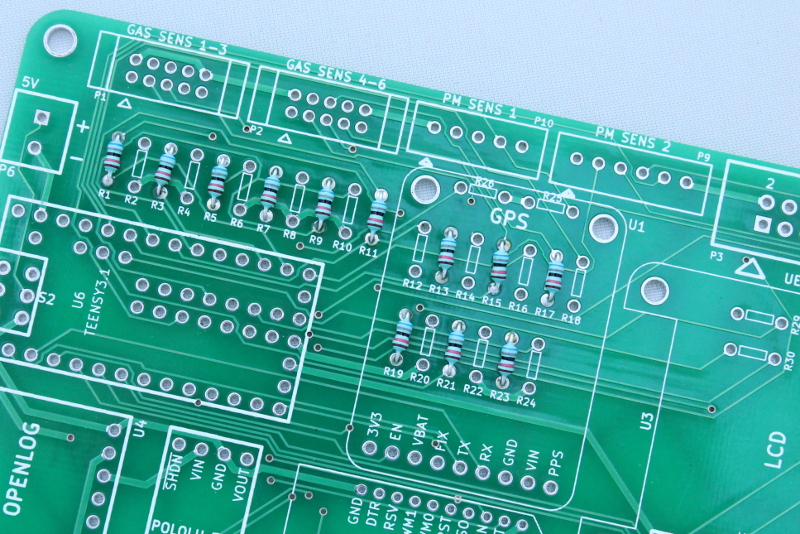 GAS SENS 1-3
GAS SENS 4-6
PM SENS 1
PM SENS 2
5V
P1
P2
P10
P9
P6
+
-
2
P3
R1
R2
R3
R4
R5
R6
R7
R8
R9
R10
R11
R26
R25
GPS
U1
R12
R13
R14
R15
R16
R17
R18
R29
R30
S2
U6
TEENSY3.1
R19
R20
R21
R22
R23
R24
U3
LCD
3V3
EN
VBAT
FIX
TX
RX
GND
VIN
PPS
OPENLOG
U4
SHDN
VIN
GND
VOUT
GND
DTR
RSV